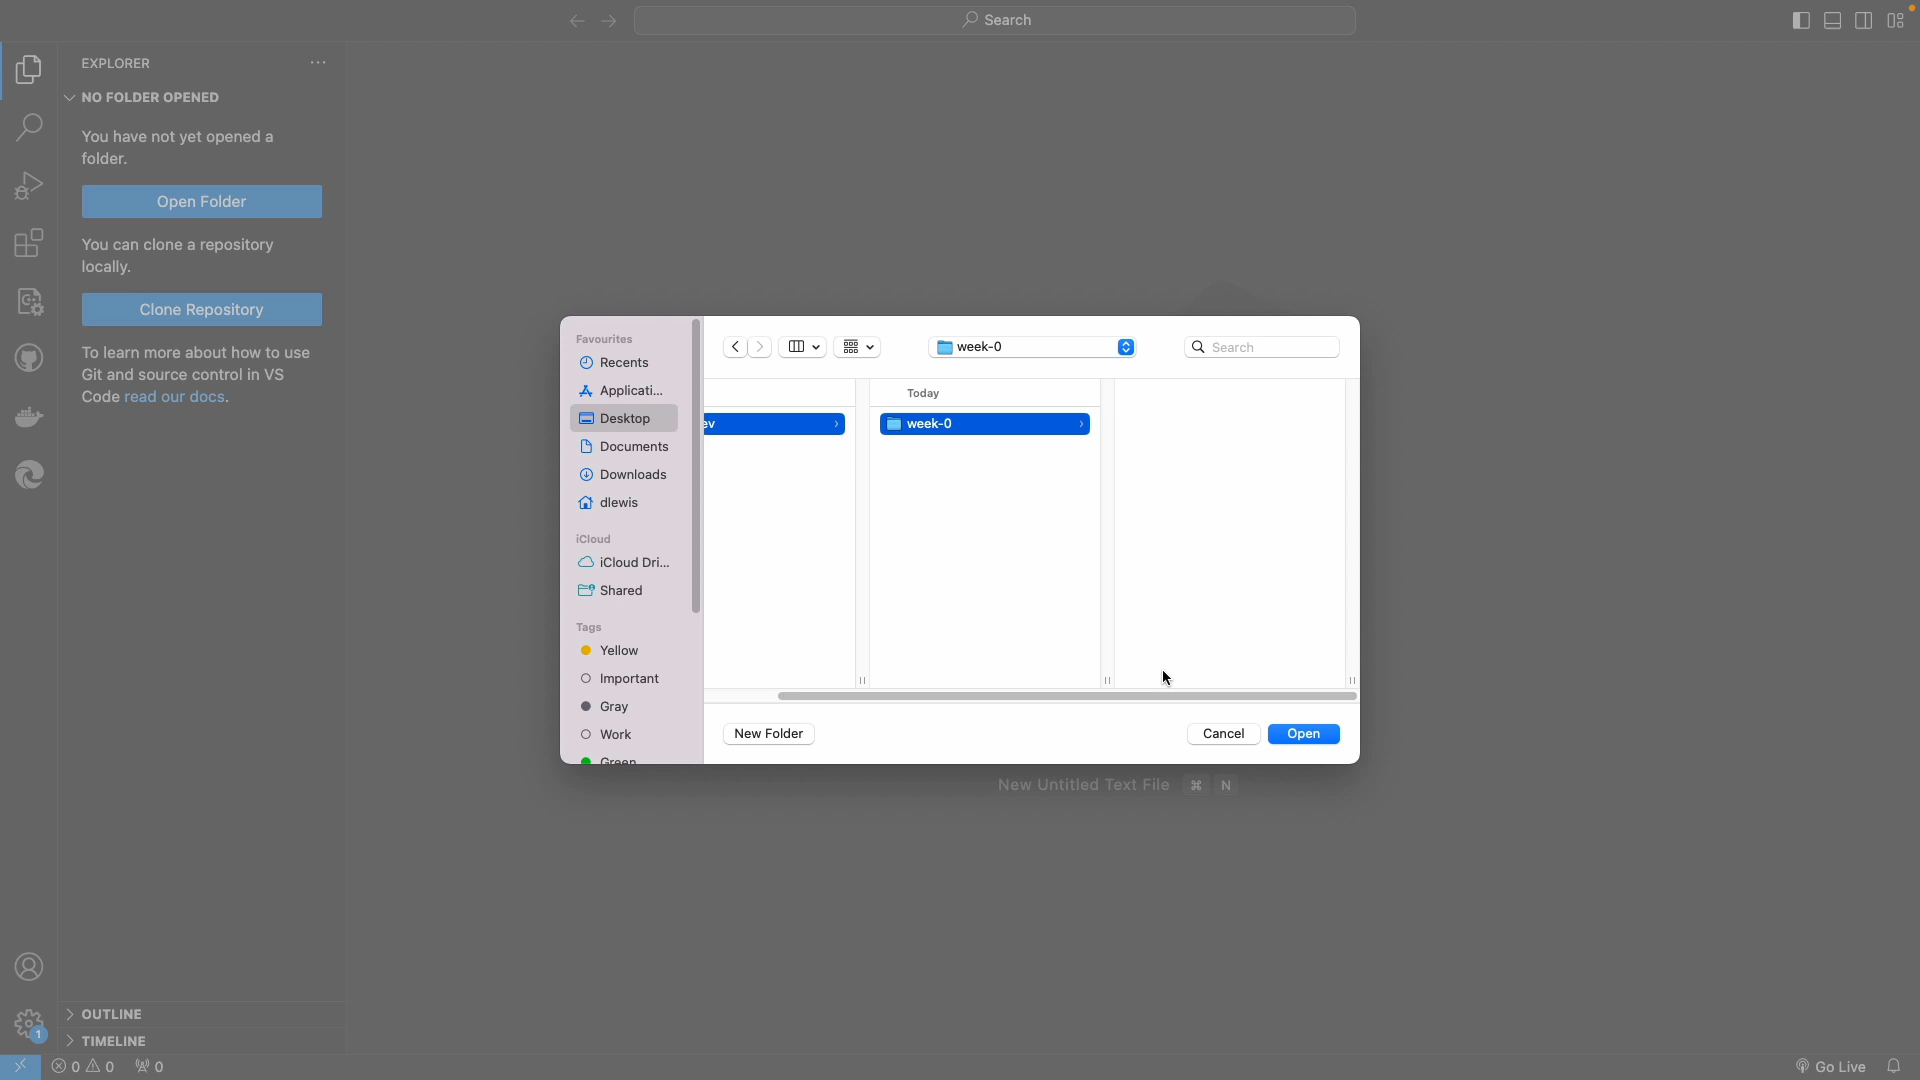 Search
EXPLORER
NO FOLDER OPENED
You have not yet opened a
folder.
Open Folder
You can clone a repository
locally.
Clone Repository
To learn more about how to use
Git and source control in VS
Code read our docs.
OUTLINE
TIMELINE
1
0 0 0
Go Live
Favourites
Recents
Applicati...
Desktop
Documents
Downloads
dlewis
iCloud
iCloud Dri...
Shared
Tags
Yellow
Important
Gray
Work
Green
week-0
Search
Today
ev
week-0
New Folder
Cancel
Open
New Untitled Text File ⌘ N